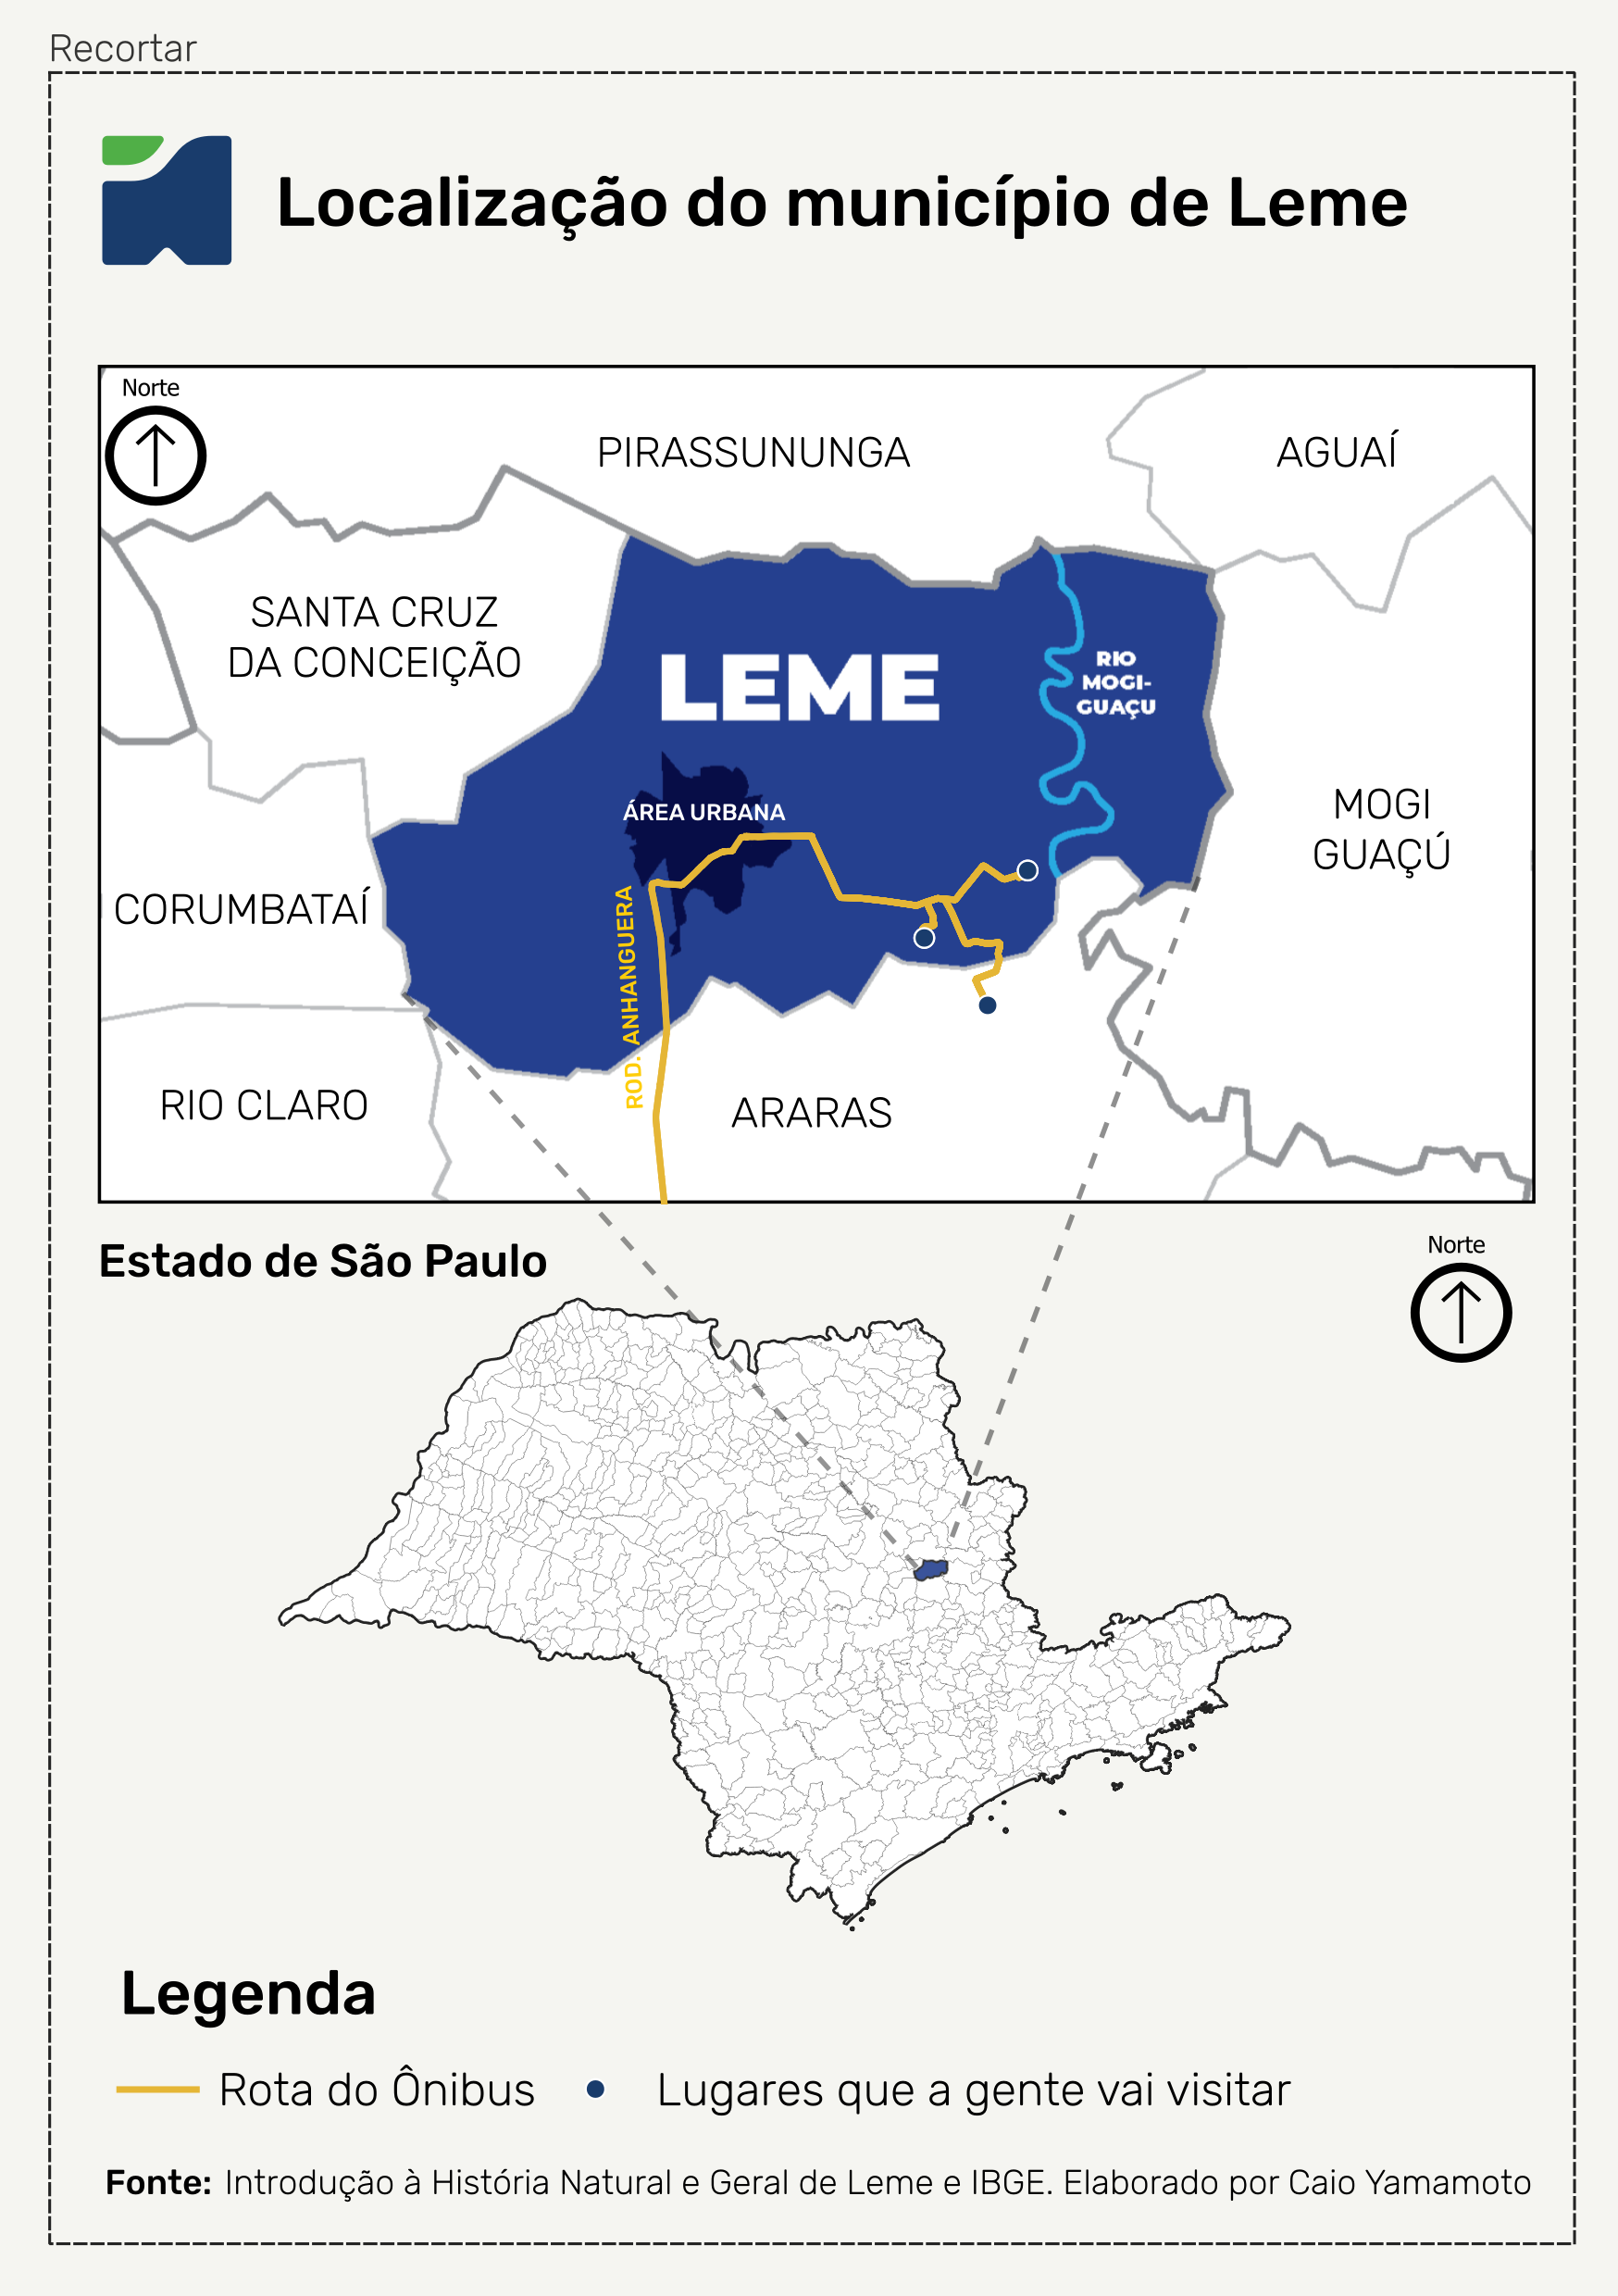 Recortar
Localização do município de Leme
Norte
PIRASSUNUNGA
AGUAÍ
SANTA CRUZ
DA CONCEIÇÃO
LEME
RIO
MOGI-
GUAÇU
ÁREA URBANA
MOGI
GUAÇÚ
CORUMBATAÍ
ROD. ANHANGUERA
RIO CLARO
ARARAS
Estado de São Paulo
Norte
Legenda
Rota do Ônibus
Lugares que a gente vai visitar
Fonte: Introdução à História Natural e Geral de Leme e IBGE. Elaborado por Caio Yamamoto